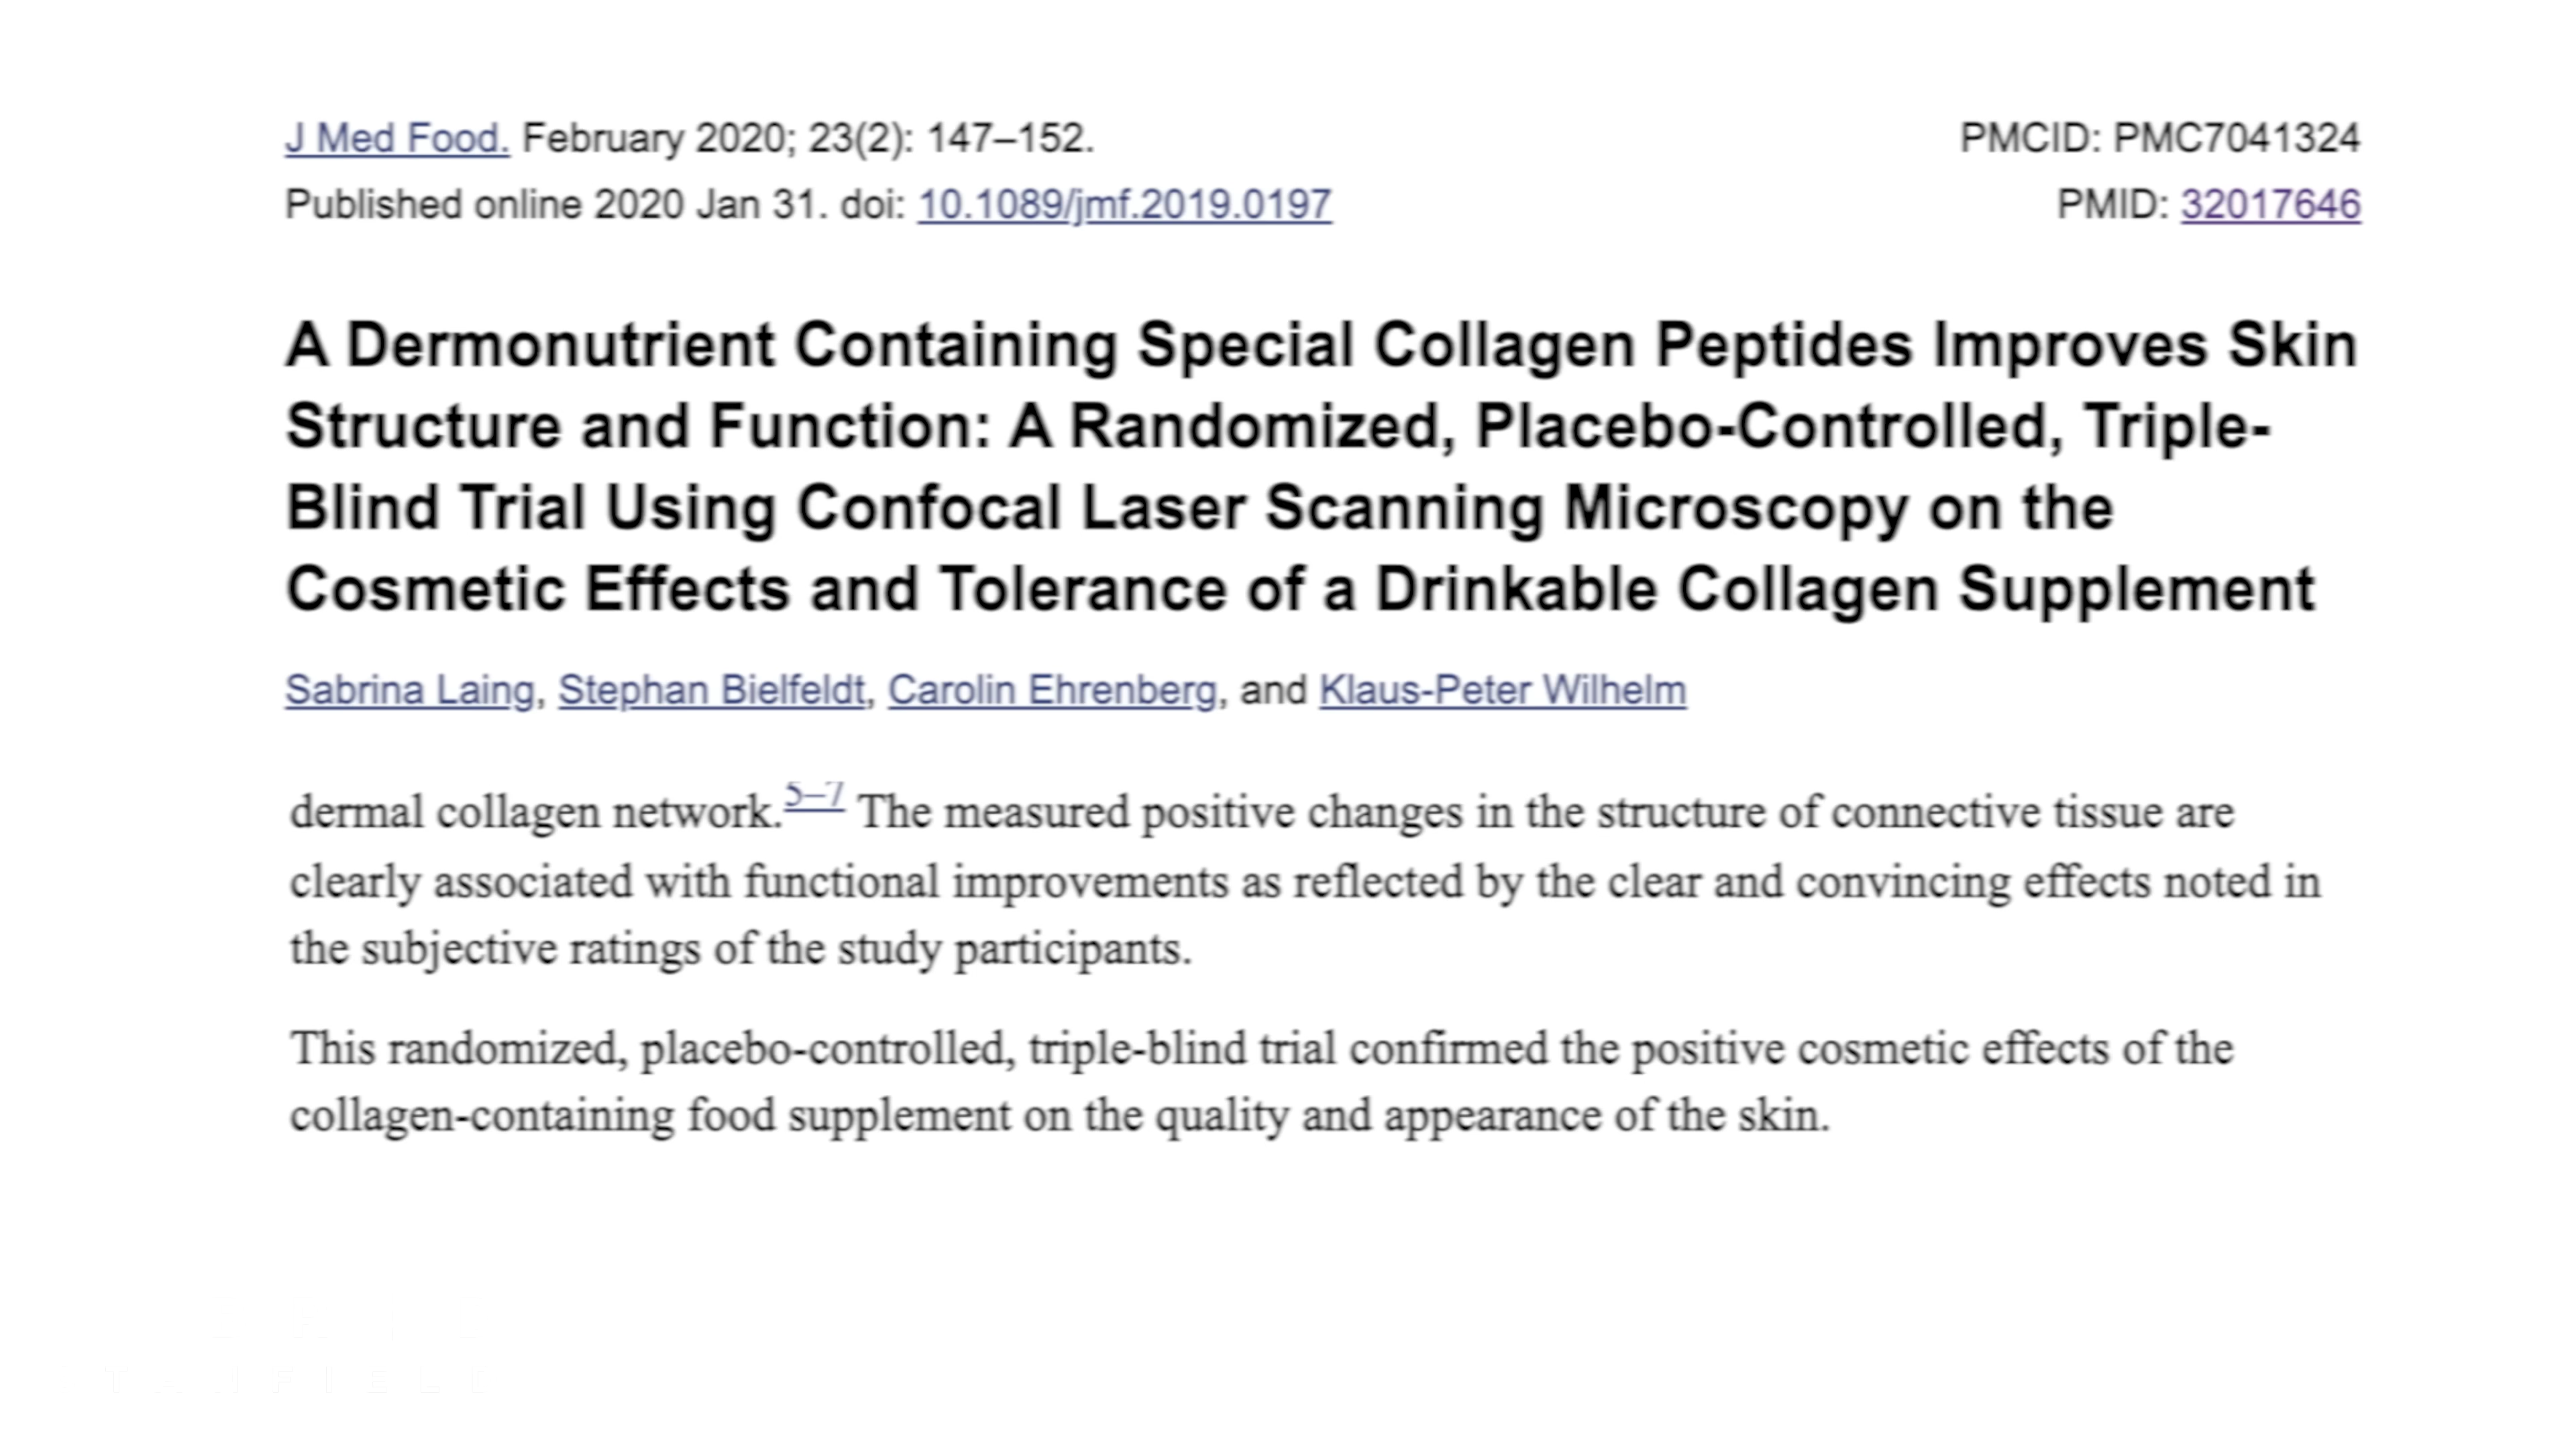 J Med Food. February 2020; 23(2): 147–152.
PMCID: PMC7041324
Published online 2020 Jan 31. doi: 10.1089/jmf.2019.0197
PMID: 32017646
A Dermonutrient Containing Special Collagen Peptides Improves Skin
Structure and Function: A Randomized, Placebo-Controlled, Triple-
Blind Trial Using Confocal Laser Scanning Microscopy on the
Cosmetic Effects and Tolerance of a Drinkable Collagen Supplement
Sabrina Laing, Stephan Bielfeldt, Carolin Ehrenberg, and Klaus-Peter Wilhelm
dermal collagen network.5–7 The measured positive changes in the structure of connective tissue are
clearly associated with functional improvements as reflected by the clear and convincing effects noted in
the subjective ratings of the study participants.
This randomized, placebo-controlled, triple-blind trial confirmed the positive cosmetic effects of the
collagen-containing food supplement on the quality and appearance of the skin.